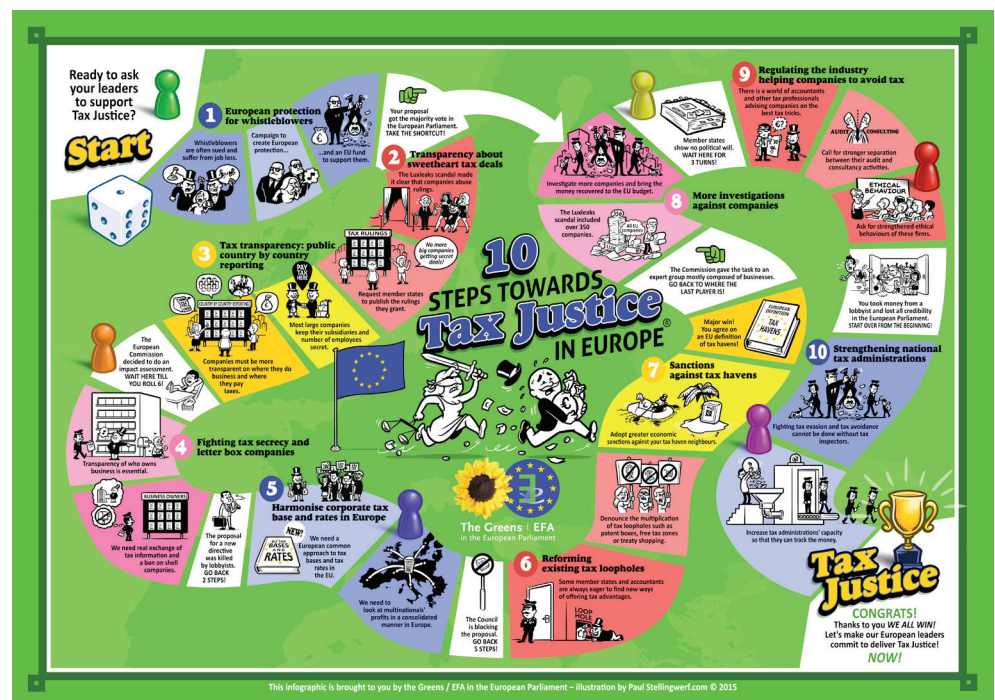 Ready to ask
your leaders
to support
Tax Justice?
Start
1 European protection
for whistleblowers
Whistleblowers
are often sued and
suffer from job loss.
Campaign to
create European
protection...
...and an EU fund
to support them.
Your proposal
got the majority vote in
the European Parliament.
TAKE THE SHORTCUT!
2 Transparency about
sweetheart tax deals
The Luxleaks scandal made
it clear that companies abuse
rulings.
No more
big companies
getting secret
deals!
TAX RULINGS
Request member states
to publish the rulings
they grant.
3 Tax transparency: public
country by country
reporting
PAY
TAX
HERE
Most large companies
keep their subsidiaries and
number of employees
secret.
COUNTRY BY COUNTRY REPORTING
Companies must be more
transparent on where they do
business and where
they pay
taxes.
The
European
Commission
decided to do an
impact assessment.
WAIT HERE TILL
YOU ROLL 6!
4 Fighting tax secrecy and
letter box companies
Transparency of who owns
business is essential.
BUSINESS OWNERS
We need real exchange of
tax information and
a ban on shell
companies.
The
proposal
for a new
directive
was killed
by lobbyists.
GO BACK
2 STEPS!
5 Harmonise corporate tax
base and rates in Europe
NEW!
EU TAX
BASES
AND
RATES
We need a
European common
approach to tax
bases and tax
rates in
the EU.
We need to
look at multinationals'
profits in a consolidated
manner in Europe.
The Council
is blocking
the proposal.
GO BACK
5 STEPS!
6 Reforming
existing tax loopholes
Some member states and accountants
are always eager to find new ways
of offering tax advantages.
LOOP
HOLE
Denounce the multiplication
of tax loopholes such as
patent boxes, free tax zones
or treaty shopping.
7 Sanctions
against tax havens
Adopt greater economic
sanctions against your tax haven neighbours.
Major win!
You agree on
an EU definition
of tax havens!
EUROPEAN
DEFINITION
TAX
HAVENS
The Commission gave the task to an
expert group mostly composed of businesses.
GO BACK TO WHERE THE
LAST PLAYER IS!
8 More investigations
against companies
The Luxleaks
scandal included
over 350
companies.
350
All EU
companies
Investigate more companies and bring the
money recovered to the EU budget.
Member states
show no political will.
WAIT HERE FOR
3 TURNS!
9 Regulating the industry
helping companies to avoid tax
There is a world of accountants
and other tax professionals
advising companies on the
best tax tricks.
€?
AUDIT CONSULTING
Call for stronger separation
between their audit and
consultancy activities.
ETHICAL
BEHAVIOUR
Ask for strengthened ethical
behaviours of these firms.
You took money from a
lobbyist and lost all credibility
in the European Parliament.
START OVER FROM THE BEGINNING!
10 Strengthening national
tax administrations
Fighting tax evasion and tax avoidance
cannot be done without tax
inspectors.
Increase tax administrations' capacity
so that they can track the money.
10
STEPS TOWARDS
Tax Justice®
IN EUROPE
The Greens | EFA
in the European Parliament
Tax
Justice
CONGRATS!
Thanks to you WE ALL WIN!
Let's make our European leaders
commit to deliver Tax Justice!
NOW!
This infographic is brought to you by the Greens / EFA in the European Parliament – illustration by Paul Stellingwerf.com © 2015